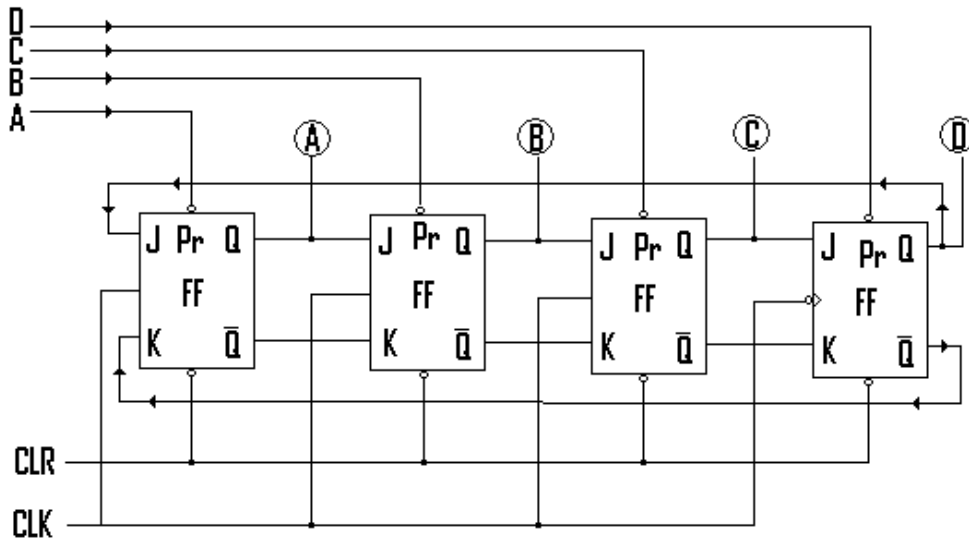 D
C
B
A
A B C D
J Pr Q J Pr Q J Pr Q J Pr Q
FF FF FF FF
K Q̅ K Q̅ K Q̅ K Q̅
CLR
CLK